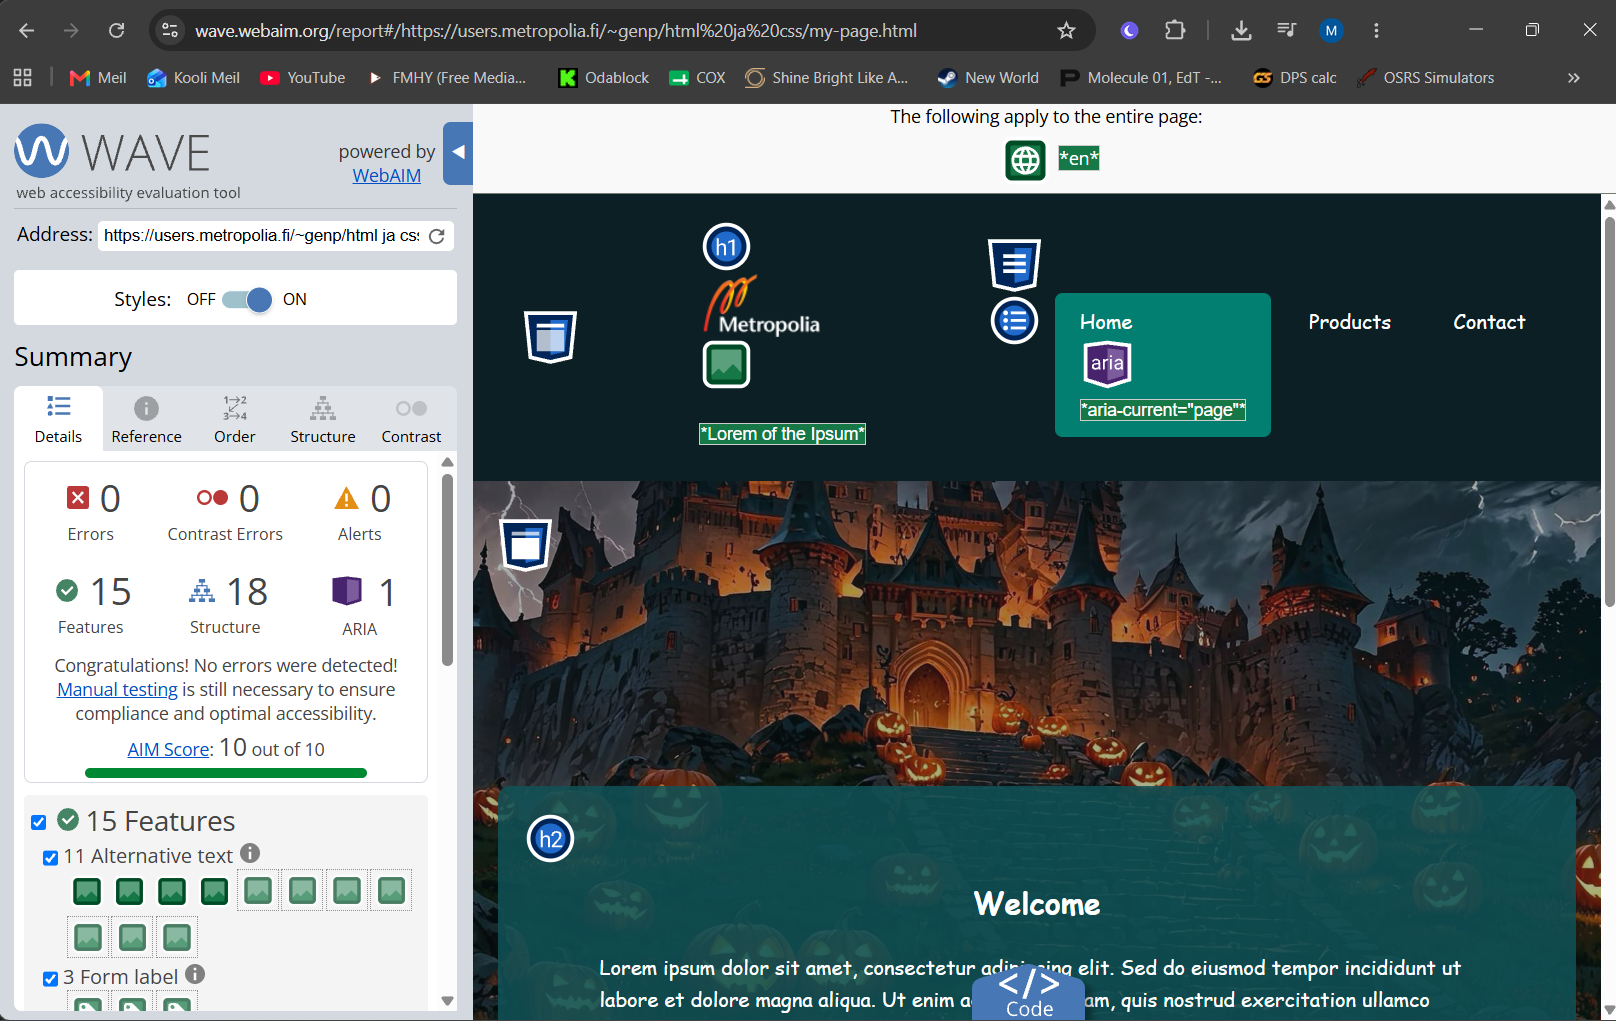 wave.webaim.org/report#/https://users.metropolia.fi/~genp/html%20ja%20css/my-page.html
M
Meil
Kooli Meil
YouTube
FMHY (Free Media...
Odablock
COX
Shine Bright Like A...
New World
Molecule 01, EdT -...
DPS calc
OSRS Simulators
WAVE
web accessibility evaluation tool
powered by
WebAIM
Address: https://users.metropolia.fi/~genp/html ja cs
Styles: OFF ON
Summary
Details
Reference
Order
Structure
Contrast
0 Errors
0 Contrast Errors
0 Alerts
15 Features
18 Structure
1 ARIA
Congratulations! No errors were detected!
Manual testing is still necessary to ensure
compliance and optimal accessibility.
AIM Score: 10 out of 10
15 Features
11 Alternative text
3 Form label
The following apply to the entire page:
*en*
h1
Metropolia
*Lorem of the Ipsum*
Home
aria
*aria-current="page"*
Products
Contact
h2
Welcome
Lorem ipsum dolor sit amet, consectetur adipiscing elit. Sed do eiusmod tempor incididunt ut
labore et dolore magna aliqua. Ut enim a am, quis nostrud exercitation ullamco
</> Code